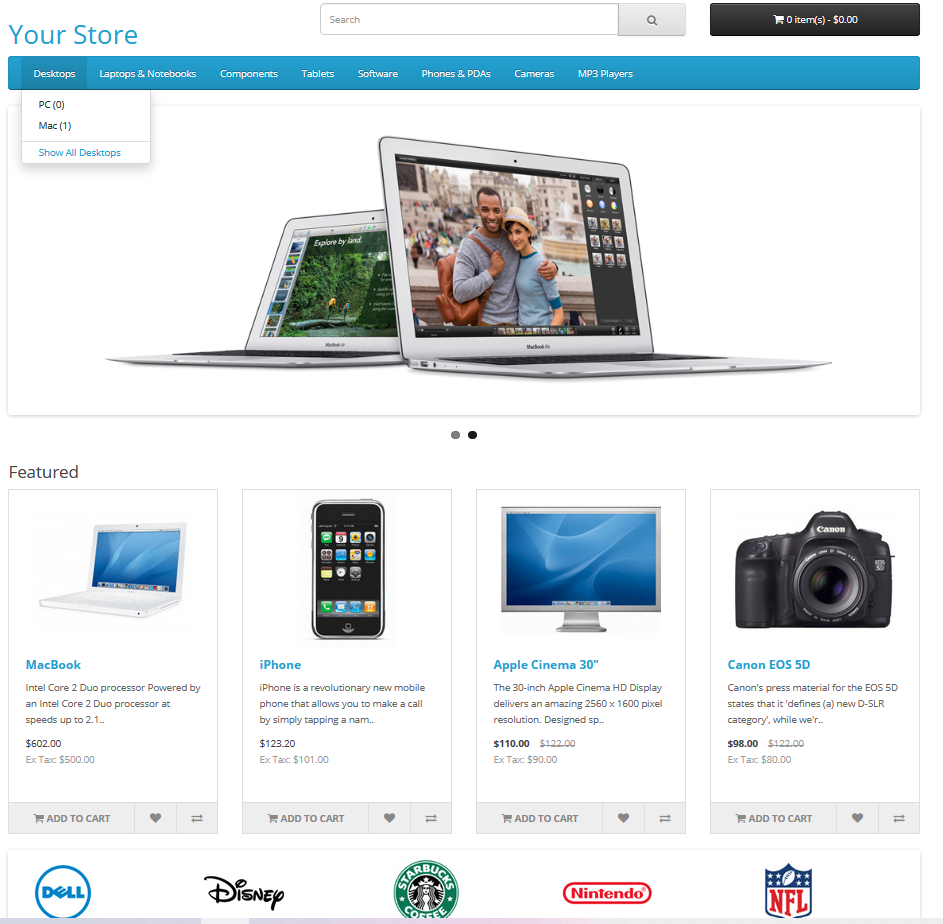 Your Store
Search
0 item(s) - $0.00
Desktops
Laptops & Notebooks
Components
Tablets
Software
Phones & PDAs
Cameras
MP3 Players
PC (0)
Mac (1)
Show All Desktops
Explore by land.
MacBook Air
MacBook Air
Featured
Canon
EOS
5D
MacBook
Intel Core 2 Duo processor Powered by
an Intel Core 2 Duo processor at
speeds up to 2.1..
$602.00
Ex Tax: $500.00
ADD TO CART
iPhone
iPhone is a revolutionary new mobile
phone that allows you to make a call
by simply tapping a nam..
$123.20
Ex Tax: $101.00
ADD TO CART
Apple Cinema 30"
The 30-inch Apple Cinema HD Display
delivers an amazing 2560 x 1600 pixel
resolution. Designed sp..
$110.00 $122.00
Ex Tax: $90.00
ADD TO CART
Canon EOS 5D
Canon's press material for the EOS 5D
states that it 'defines (a) new D-SLR
category', while we'r..
$98.00 $122.00
Ex Tax: $80.00
ADD TO CART
DELL
Disney
STARBUCKS
COFFEE
Nintendo
NFL